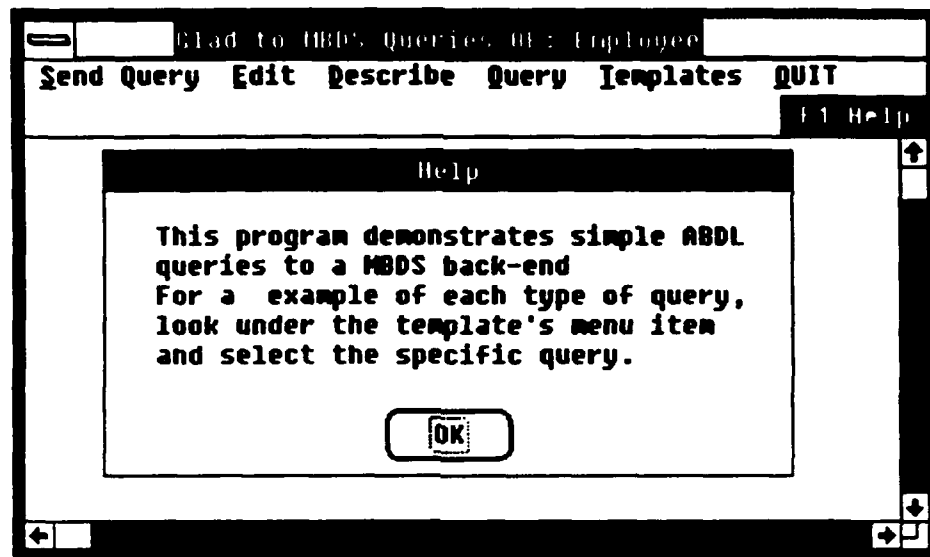 Glad to MBDS Queries OF: Employee
Send Query Edit Describe Query Templates QUIT
F1 Help
Help
This program demonstrates simple ABDL
queries to a MBDS back-end
For a example of each type of query,
look under the template's menu item
and select the specific query.
OK